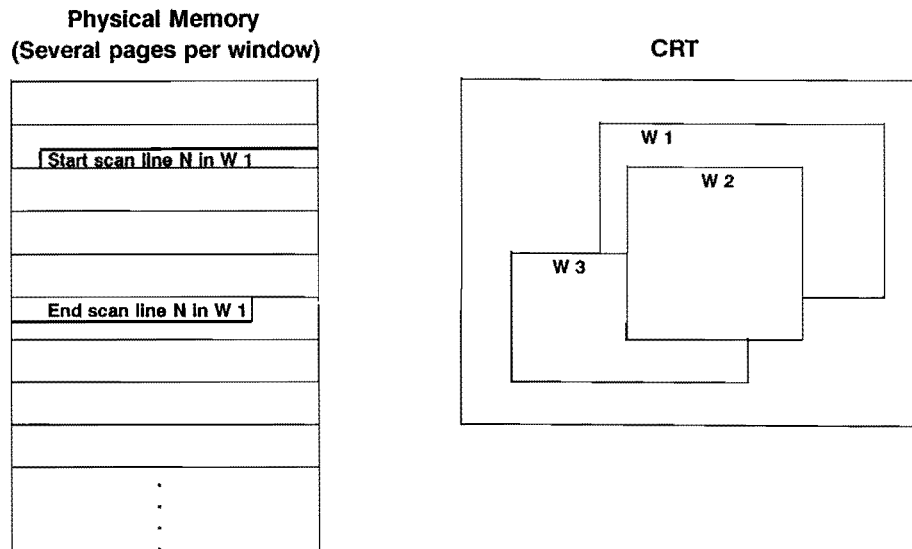 Physical Memory
(Several pages per window)
CRT
Start scan line N in W 1
End scan line N in W 1
W 1
W 2
W 3